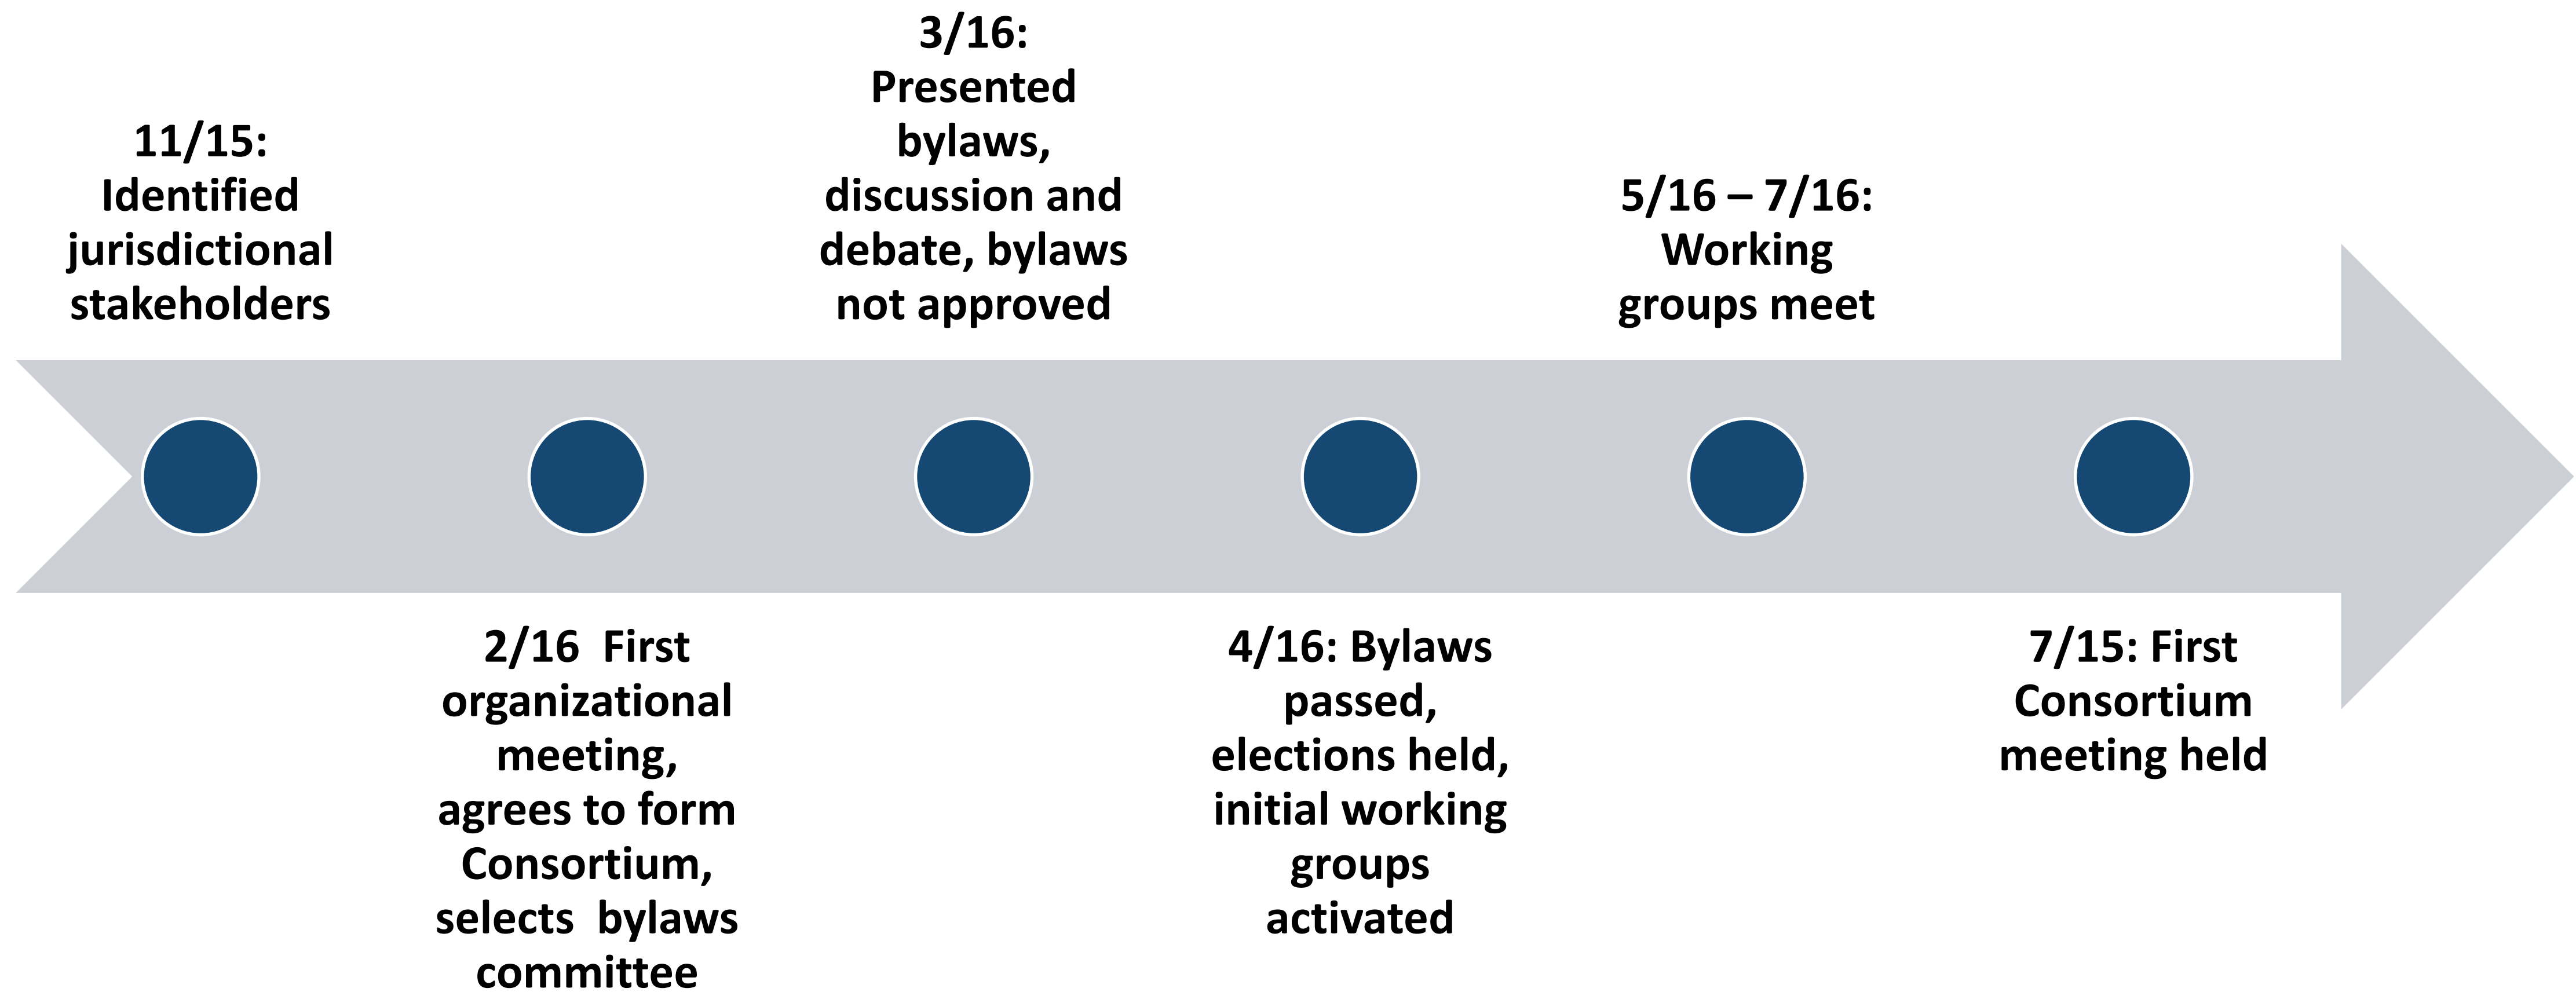 11/15:
Identified
jurisdictional
stakeholders
2/16  First
organizational
meeting,
agrees to form
Consortium,
selects  bylaws
committee
3/16:
Presented
bylaws,
discussion and
debate, bylaws
not approved
4/16: Bylaws
passed,
elections held,
initial working
groups
activated
5/16 – 7/16:
Working
groups meet
7/15: First
Consortium
meeting held